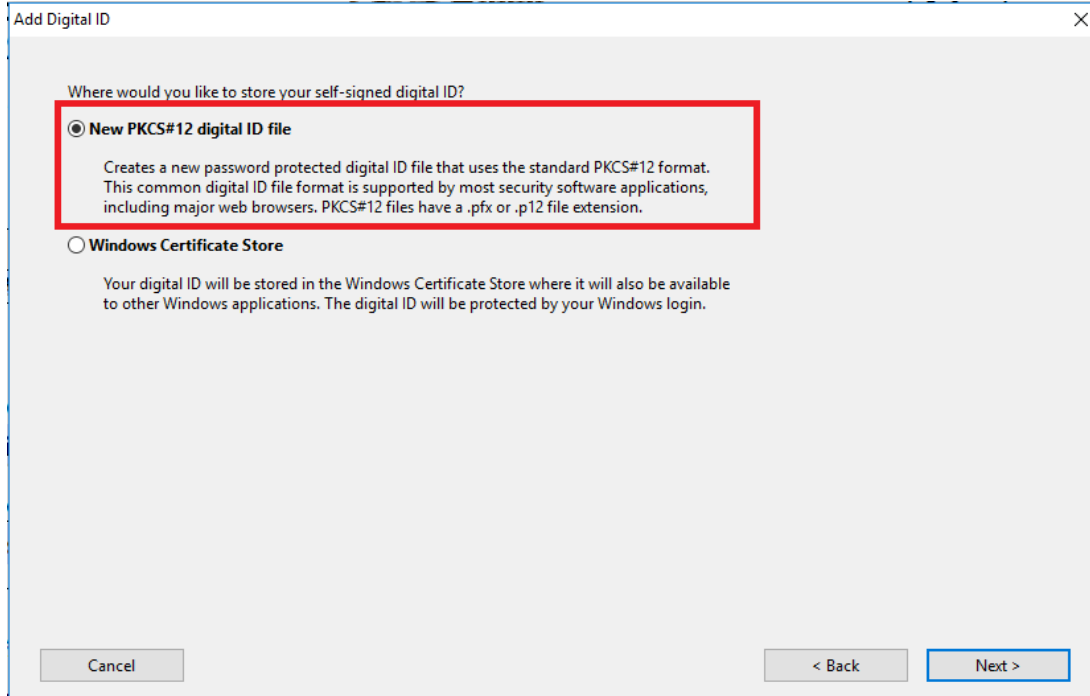 Add Digital ID
Where would you like to store your self-signed digital ID?
New PKCS#12 digital ID file
Creates a new password protected digital ID file that uses the standard PKCS#12 format.
This common digital ID file format is supported by most security software applications,
including major web browsers. PKCS#12 files have a .pfx or .p12 file extension.
Windows Certificate Store
Your digital ID will be stored in the Windows Certificate Store where it will also be available
to other Windows applications. The digital ID will be protected by your Windows login.
Cancel
< Back
Next >